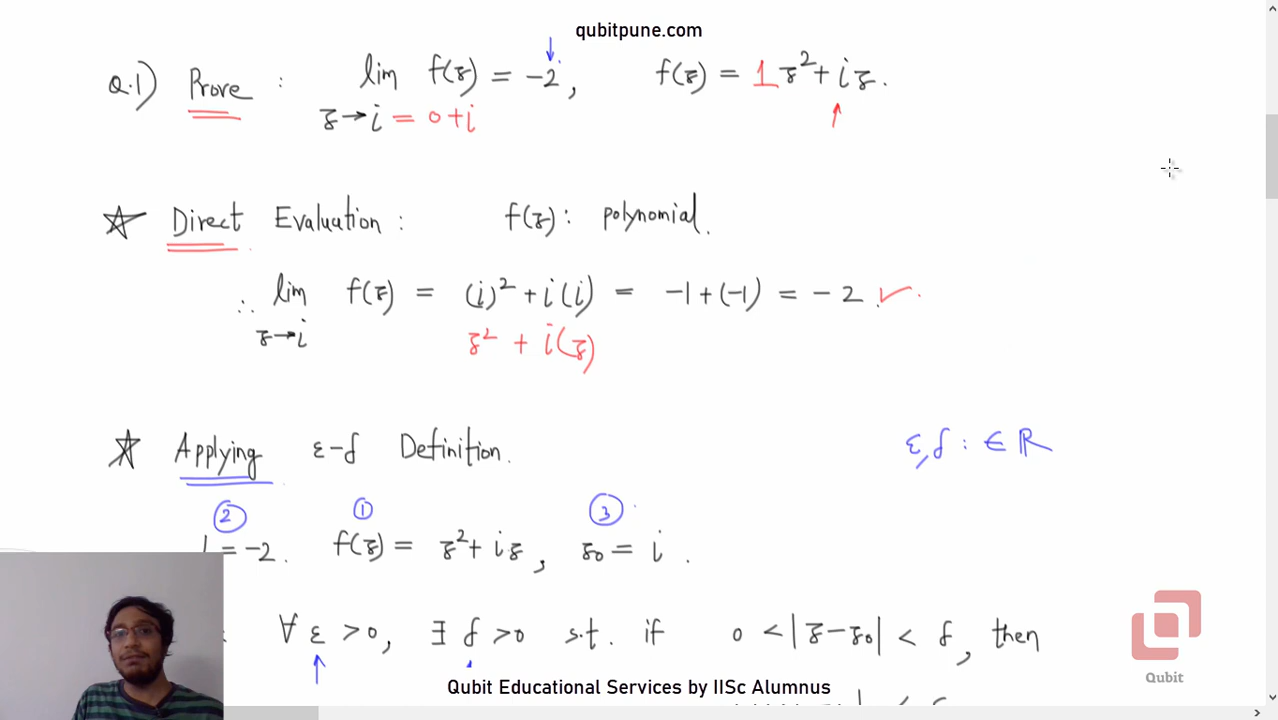 qubitpune.com
Q.1) Prove : lim f(z) = -2, f(z) = 1z² + iz.
z→i = 0+i
☆ Direct Evaluation : f(z) : polynomial.
∴ lim f(z) = (i)² + i(i) = -1+(-1) = -2 ✓.
z→i z² + i(z)
☆ Applying ε-δ Definition. ε,δ : ∈ ℝ
② ① ③
= -2. f(z) = z² + iz, z₀ = i.
∀ ε >0, ∃ δ >0 s.t. if 0 < |z-z₀| < δ, then
Qubit
Qubit Educational Services by IISc Alumnus